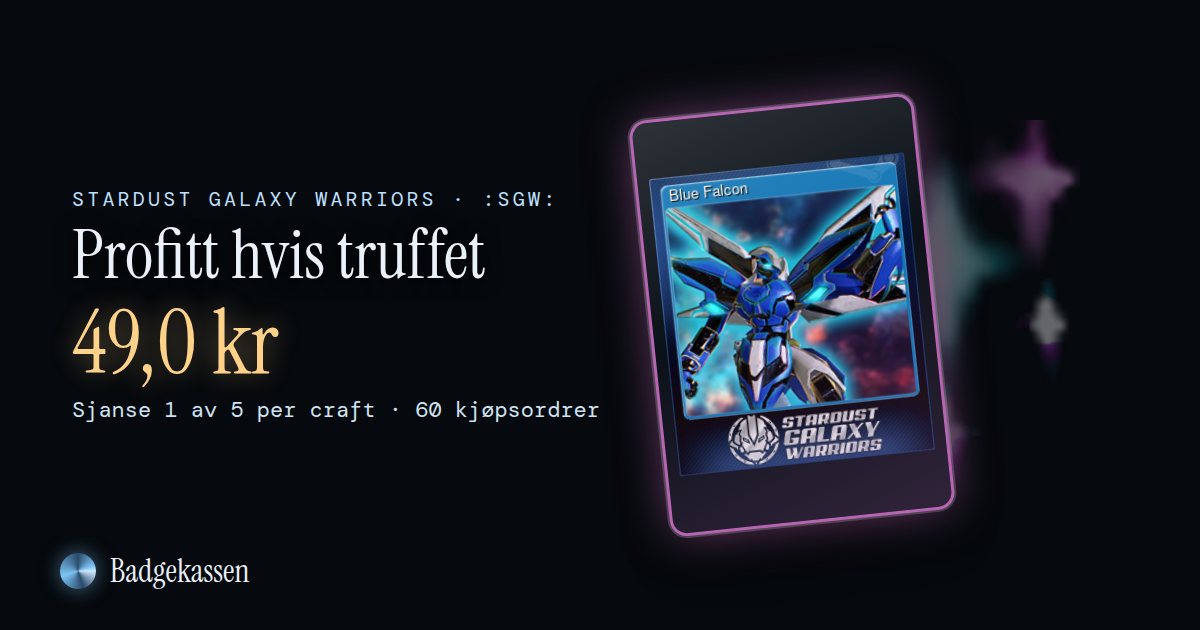 STARDUST GALAXY WARRIORS · :SGW:
Profitt hvis truffet
49,0 kr
Sjanse 1 av 5 per craft · 60 kjøpsordrer
Blue Falcon
STARDUST
GALAXY
WARRIORS
Badgekassen